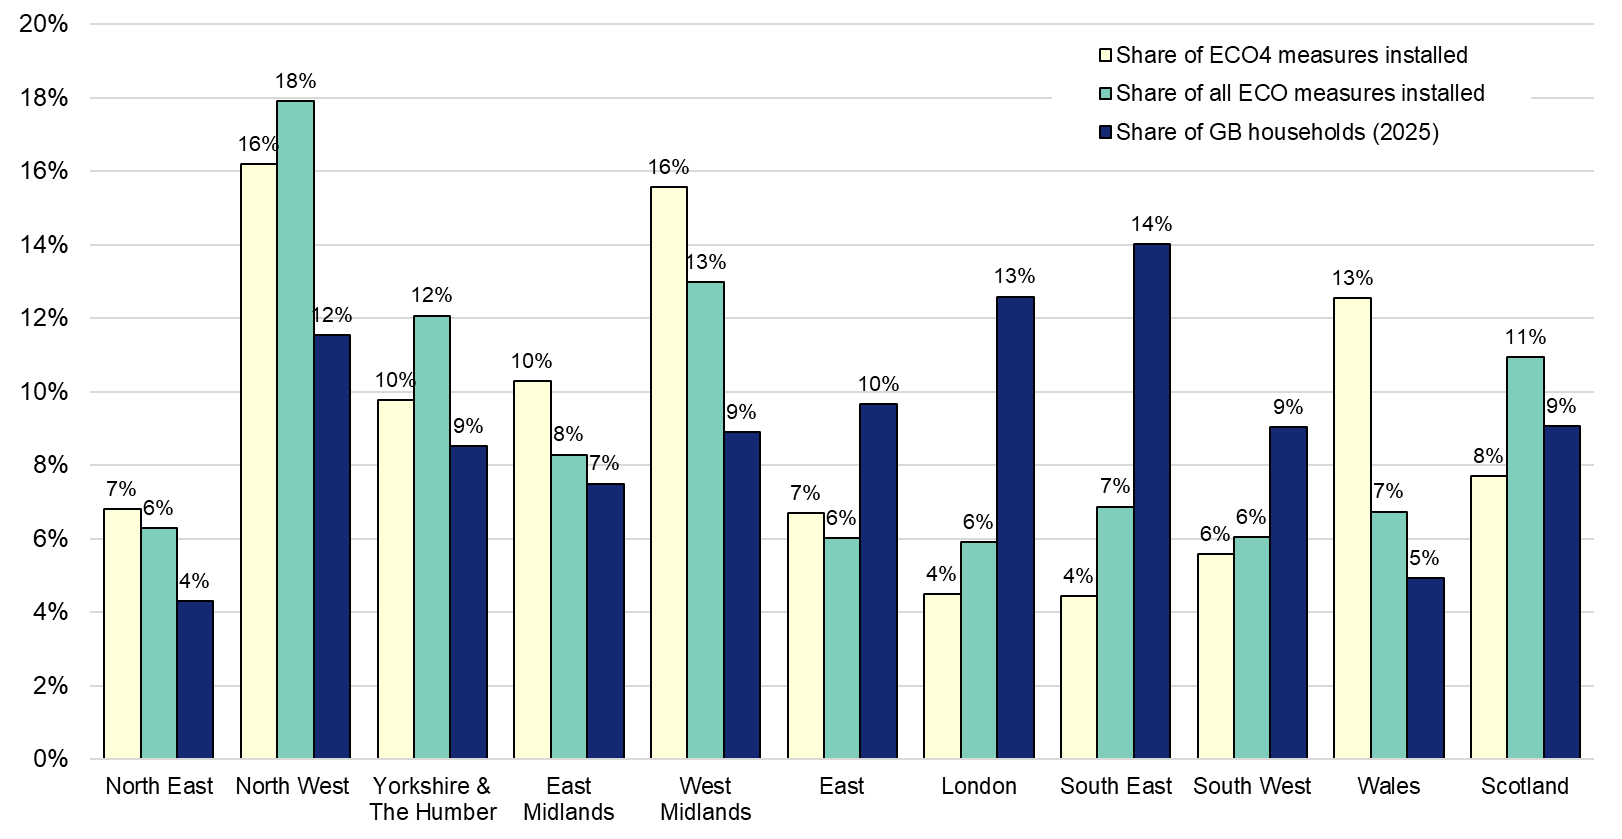 20%
18%
16%
14%
12%
10%
8%
6%
4%
2%
0%
Share of ECO4 measures installed
Share of all ECO measures installed
Share of GB households (2025)
7%
6%
4%
16%
18%
12%
10%
12%
9%
10%
8%
7%
16%
13%
9%
7%
6%
10%
4%
6%
13%
4%
7%
14%
6%
6%
9%
13%
7%
5%
8%
11%
9%
North East
North West
Yorkshire &
The Humber
East
Midlands
West
Midlands
East
London
South East
South West
Wales
Scotland